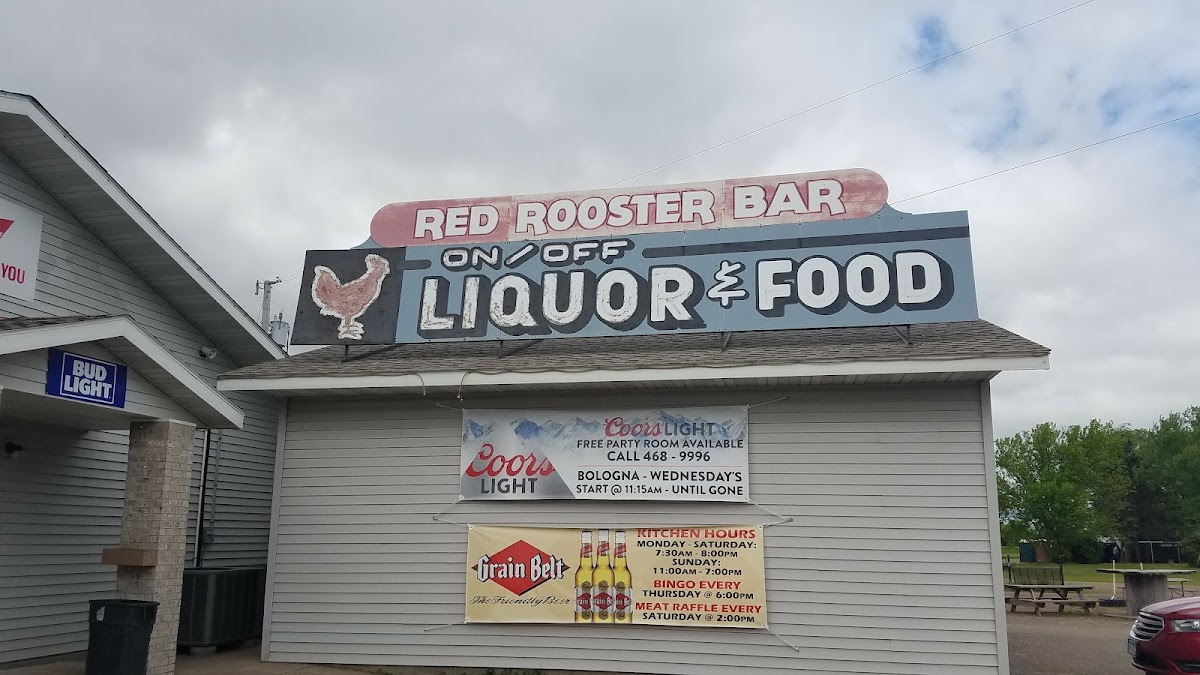 RED ROOSTER BAR
ON/OFF
LIQUOR & FOOD
YOU
BUD
LIGHT
Coors LIGHT
FREE PARTY ROOM AVAILABLE
CALL 468 - 9996
Coors
LIGHT
BOLOGNA - WEDNESDAY'S
START @ 11:15AM - UNTIL GONE
Grain Belt
The Friendly Beer
KITCHEN HOURS
MONDAY - SATURDAY:
7:30AM - 8:00PM
SUNDAY:
11:00AM - 7:00PM
BINGO EVERY
THURSDAY @ 6:00PM
MEAT RAFFLE EVERY
SATURDAY @ 2:00PM